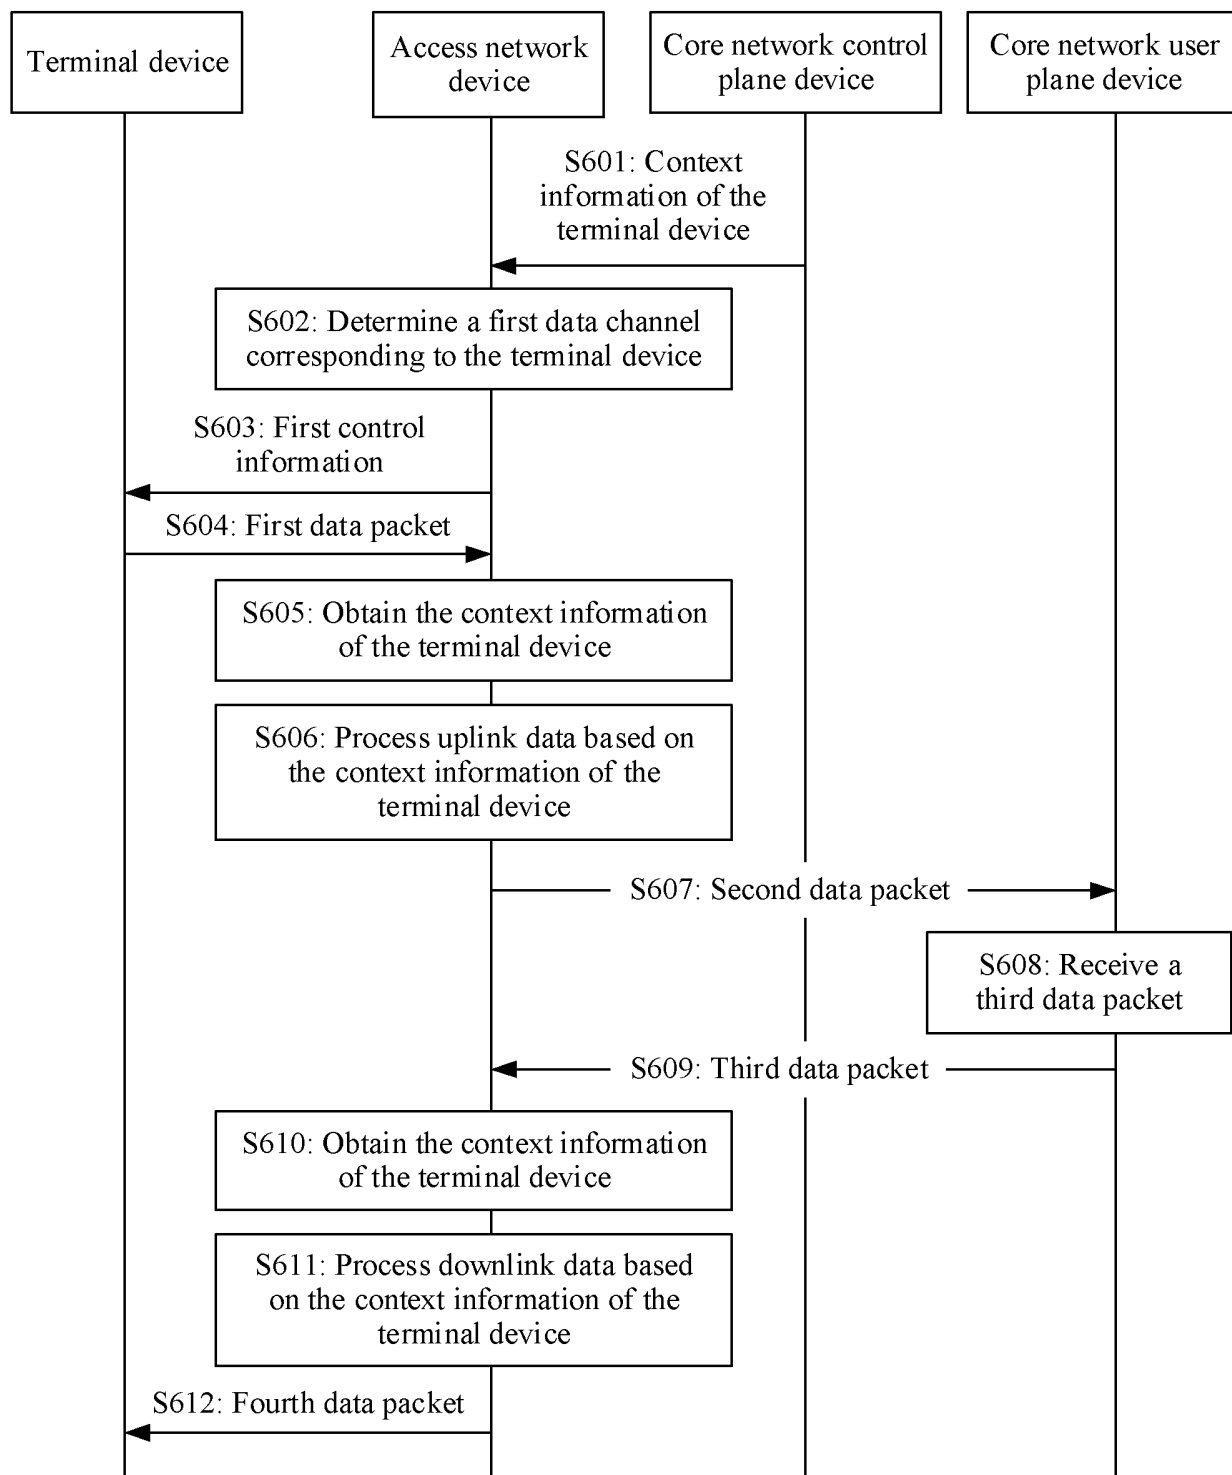 Terminal device
Access network
device
Core network control
plane device
Core network user
plane device
S601: Context
information of the
terminal device
S602: Determine a first data channel
corresponding to the terminal device
S603: First control
information
S604: First data packet
S605: Obtain the context information
of the terminal device
S606: Process uplink data based on
the context information of the
terminal device
S607: Second data packet
S608: Receive a
third data packet
S609: Third data packet
S610: Obtain the context information
of the terminal device
S611: Process downlink data based
on the context information of the
terminal device
S612: Fourth data packet